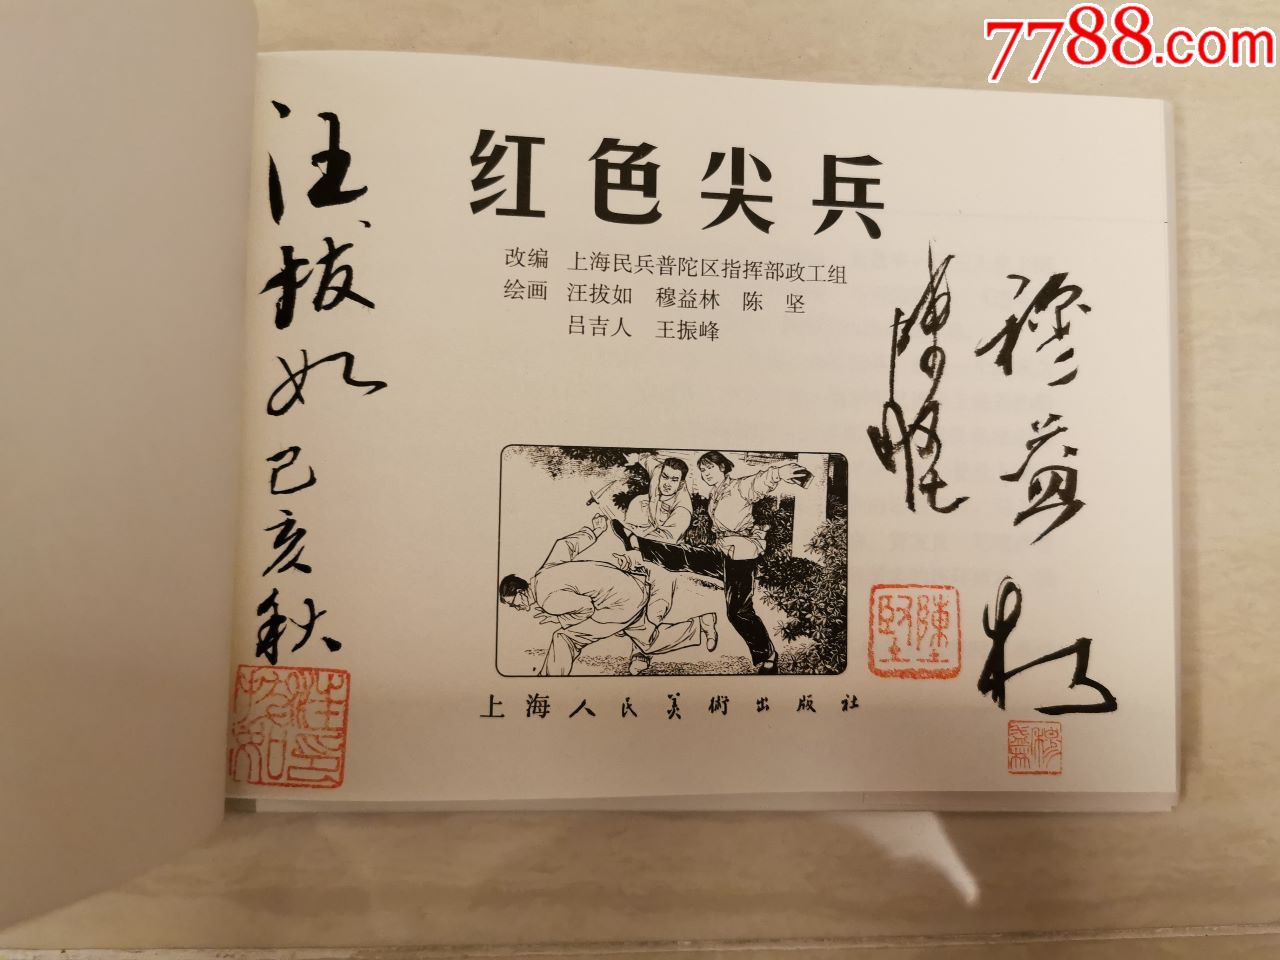 7788.com
红色尖兵
改编 上海民兵普陀区指挥部政工组
绘画 汪拔如 穆益林 陈 坚
吕吉人 王振峰
上海人民美術出版社
汪拔如己亥秋
陈坚
穆益林
陳堅